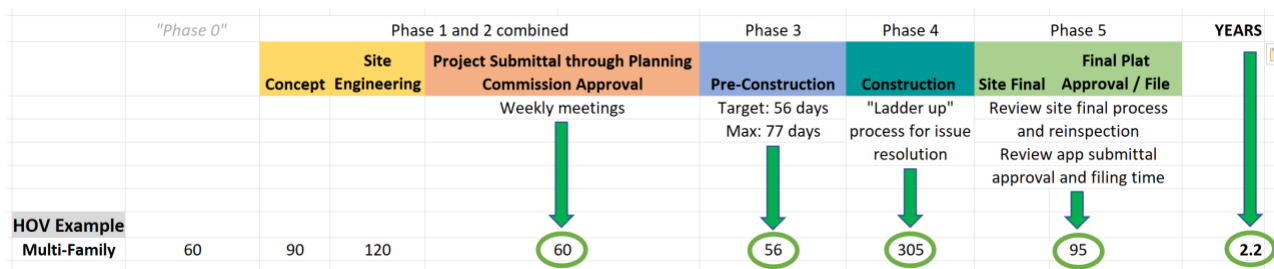 "Phase 0" Phase 1 and 2 combined Phase 3 Phase 4 Phase 5 YEARS
Site Project Submittal through Planning Final Plat
Concept Engineering Commission Approval Pre-Construction Construction Site Final Approval / File
Weekly meetings Target: 56 days "Ladder up" Review site final process
Max: 77 days process for issue and reinspection
resolution Review app submittal
approval and filing time
HOV Example
Multi-Family 60 90 120 60 56 305 95 2.2